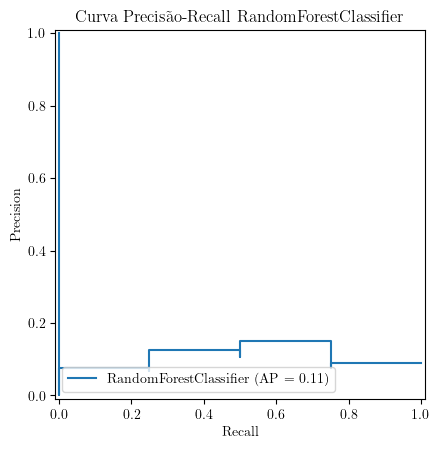 Curva Precisão-Recall RandomForestClassifier
1.0
0.8
0.6
0.4
0.2
0.0
Precision
RandomForestClassifier (AP = 0.11)
0.0 0.2 0.4 0.6 0.8 1.0
Recall